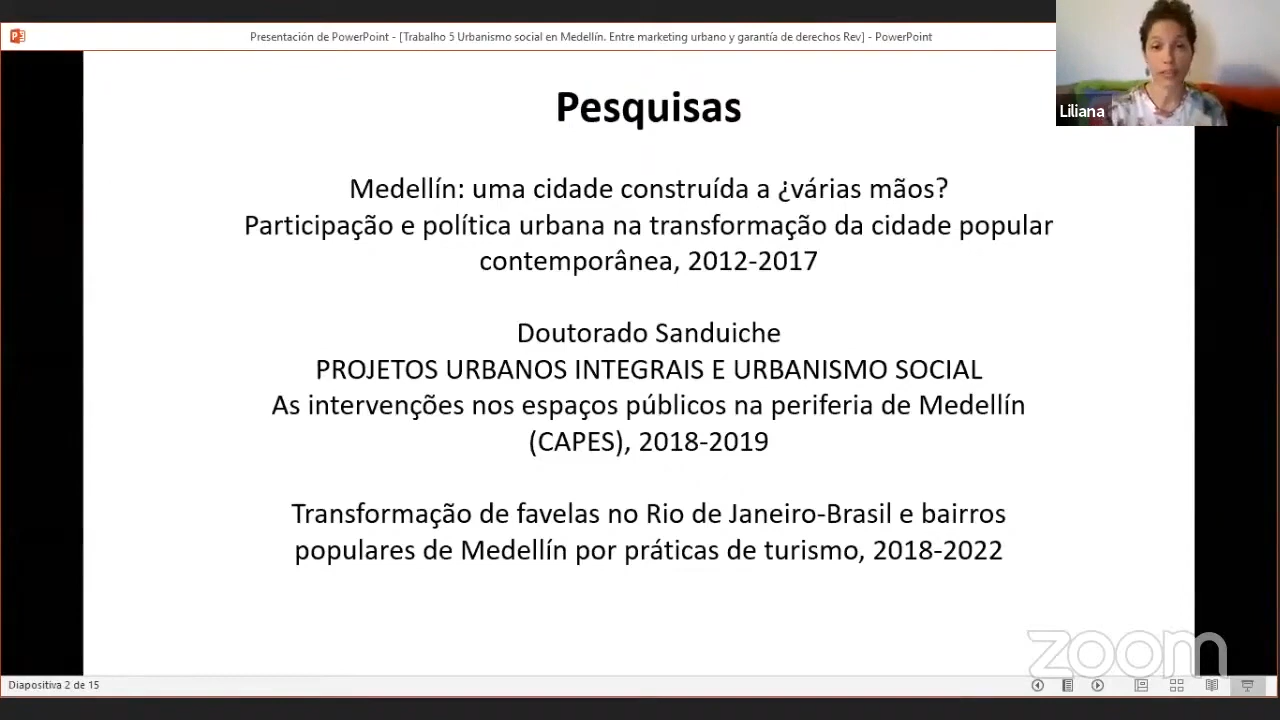 Presentación de PowerPoint - [Trabalho 5 Urbanismo social en Medellín. Entre marketing urbano y garantía de derechos Rev] - PowerPoint
Liliana
Pesquisas
Medellín: uma cidade construída a ¿várias mãos?
Participação e política urbana na transformação da cidade popular
contemporânea, 2012-2017
Doutorado Sanduiche
PROJETOS URBANOS INTEGRAIS E URBANISMO SOCIAL
As intervenções nos espaços públicos na periferia de Medellín
(CAPES), 2018-2019
Transformação de favelas no Rio de Janeiro-Brasil e bairros
populares de Medellín por práticas de turismo, 2018-2022
zoom
Diapositiva 2 de 15